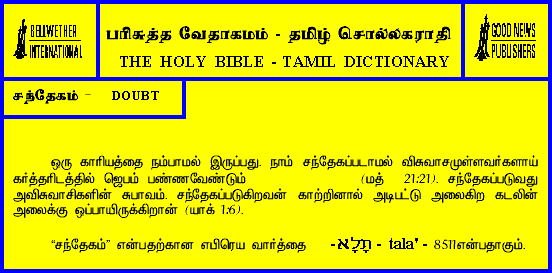 BELLWETHER
INTERNATIONAL
பரிசுத்த வேதாகமம் - தமிழ் சொல்லகராதி
THE HOLY BIBLE - TAMIL DICTIONARY
GOOD NEWS
PUBLISHERS
சந்தேகம் - DOUBT
ஒரு காரியத்தை நம்பாமல் இருப்பது. நாம் சந்தேகப்படாமல் விசுவாசமுள்ளவர்களாய்
கர்த்தரிடத்தில் ஜெபம் பண்ணவேண்டும் (மத் 21:21). சந்தேகப்படுவது
அவிசுவாசிகளின் சுபாவம். சந்தேகப்படுகிறவன் காற்றினால் அடிபட்டு அலைகிற கடலின்
அலைக்கு ஒப்பாயிருக்கிறான் (யாக் 1:6).
“சந்தேகம்” என்பதற்கான எபிரெய வார்த்தை -תָּלָא - tala' - 8511என்பதாகும்.